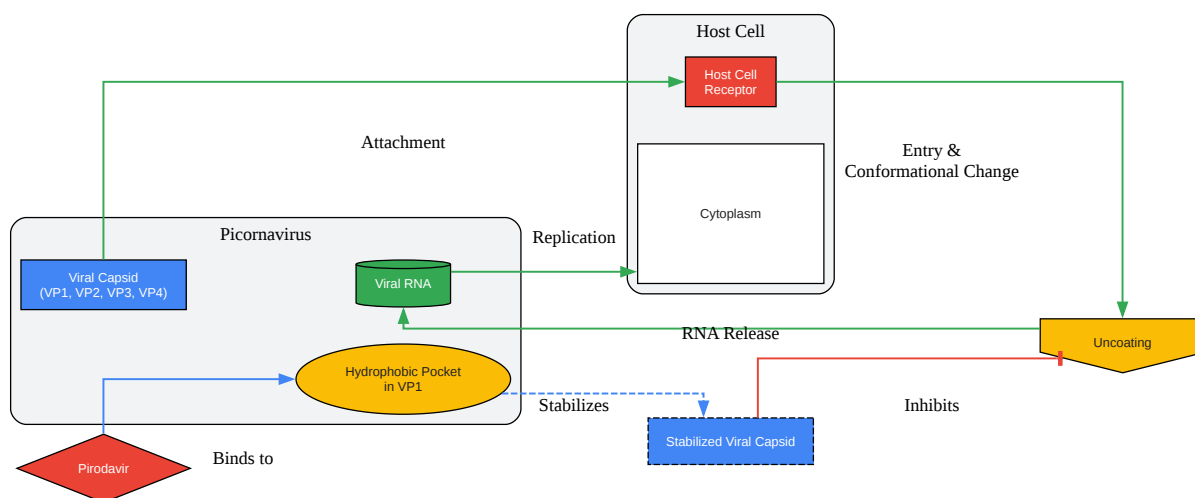 Host Cell
Host Cell
Receptor
Attachment
Entry &
Conformational Change
Cytoplasm
Picornavirus
Replication
Viral Capsid
(VP1, VP2, VP3, VP4)
Viral RNA
RNA Release
Uncoating
Hydrophobic Pocket
in VP1
Stabilizes
Inhibits
Stabilized Viral Capsid
Pirodavir
Binds to